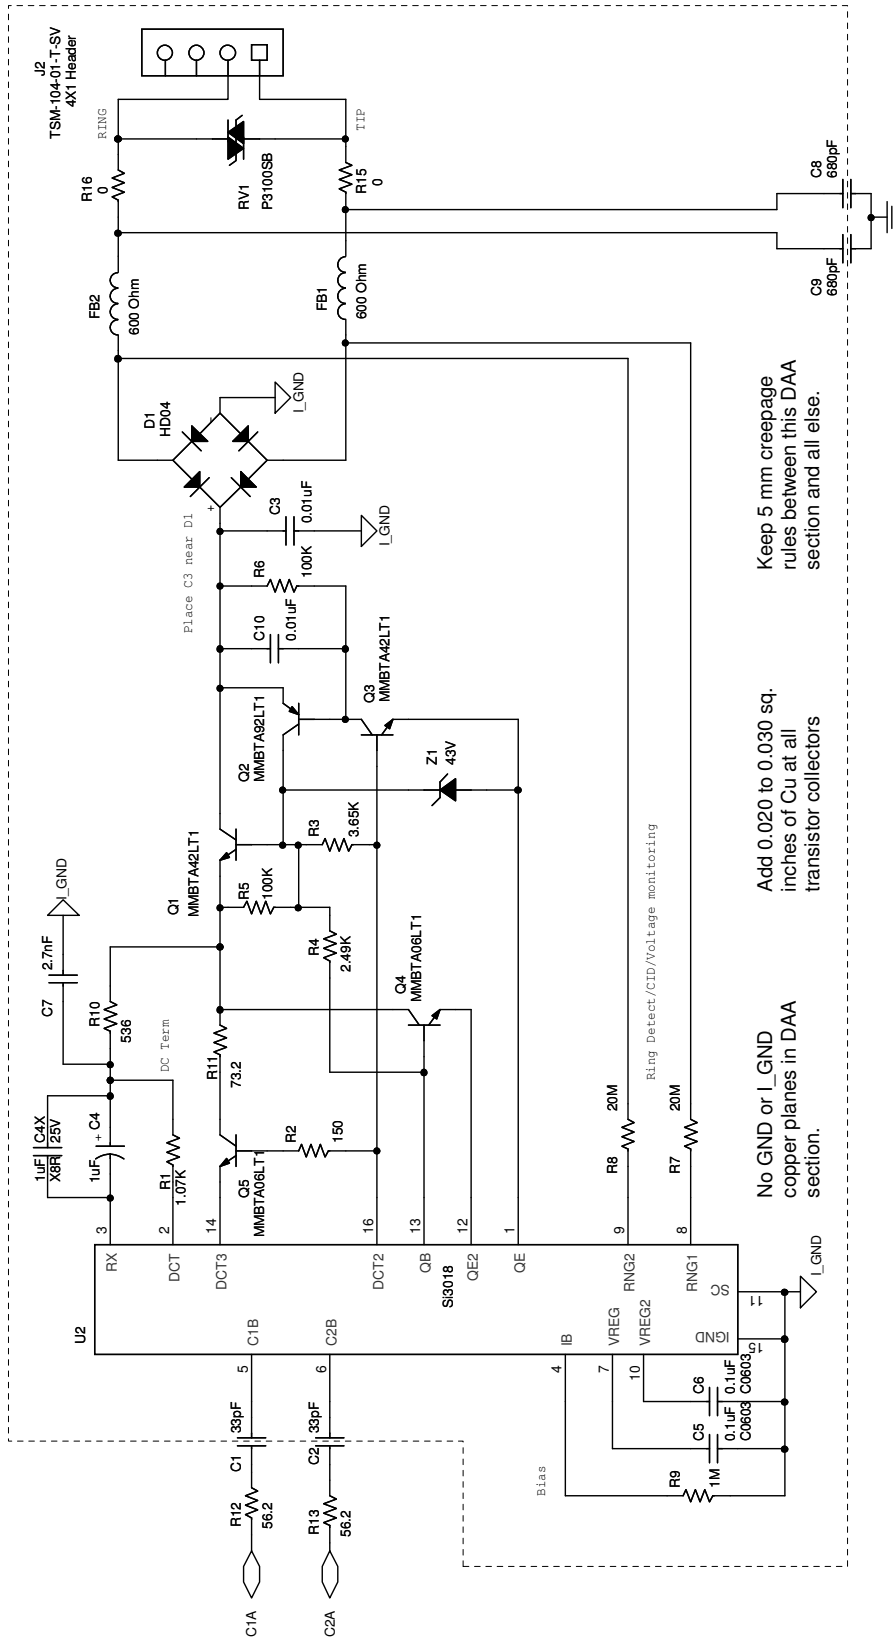 J2
TSM-104-01-T-SV
4X1 Header
RING
TIP
RV1
P3100SB
R16
0
R15
0
C8
680pF
C9
680pF
FB2
600 Ohm
FB1
600 Ohm
D1
HD04
-
+
I_GND
Place C3 near D1
C3
0.01uF
I_GND
R6
100K
C10
0.01uF
Q2
MMBTA92LT1
Q3
MMBTA42LT1
Z1
43V
Q1
MMBTA42LT1
R3
3.65K
R5
100K
R4
2.49K
Q4
MMBTA06LT1
I_GND
C7
2.7nF
R10
536
DC Term
R11
73.2
R2
150
Q5
MMBTA06LT1
C4X
1uF
25V
X8R
C4
+
1uF
R1
1.07K
Ring Detect/CID/Voltage monitoring
R8
20M
R7
20M
Keep 5 mm creepage
rules between this DAA
section and all else.
Add 0.020 to 0.030 sq.
inches of Cu at all
transistor collectors
No GND or I_GND
copper planes in DAA
section.
U2
Si3018
RX
3
DCT
2
DCT3
14
DCT2
16
QB
13
QE2
12
QE
1
RNG2
9
RNG1
8
SC
11
IGND
15
C1B
5
C2B
6
IB
4
VREG
7
VREG2
10
I_GND
C6
0.1uF
C0603
C5
0.1uF
C0603
R9
1M
Bias
C1
33pF
C2
33pF
R12
56.2
R13
56.2
C1A
C2A